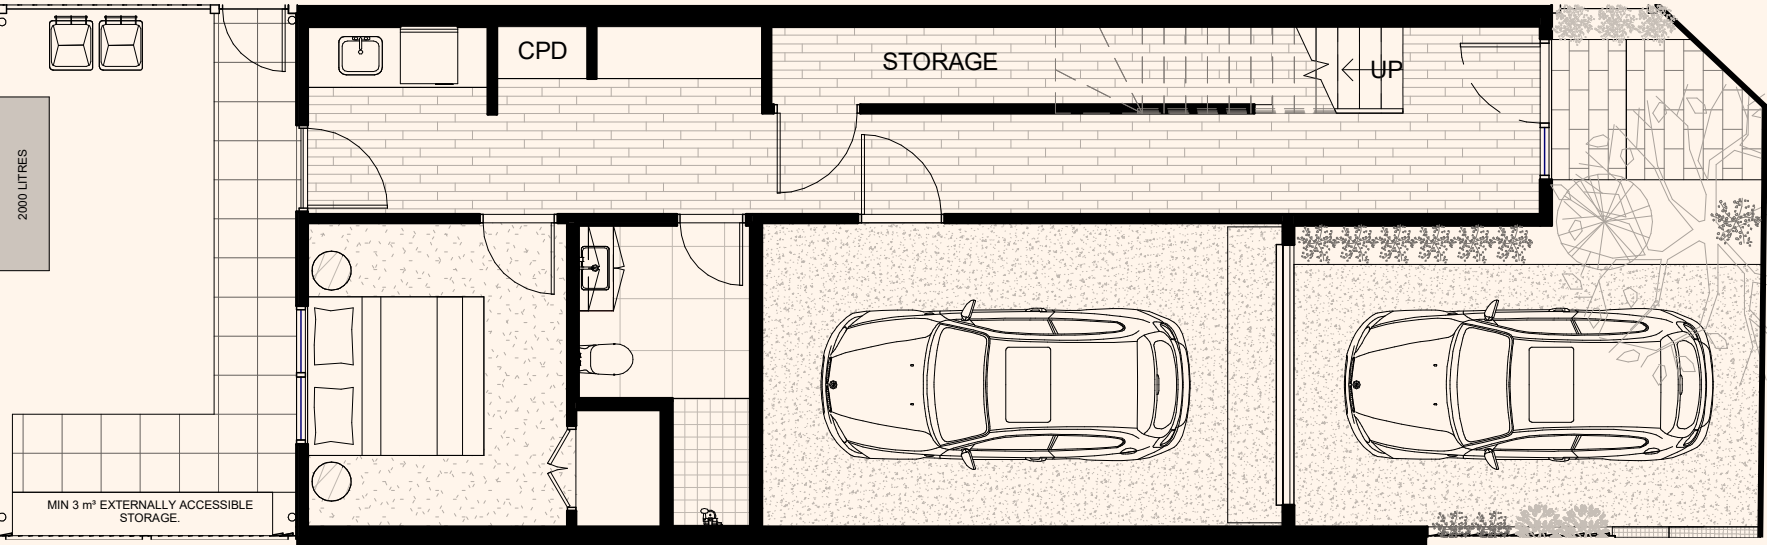 CPD
STORAGE
UP
2000 LITRES
MIN 3 m³ EXTERNALLY ACCESSIBLE
STORAGE.